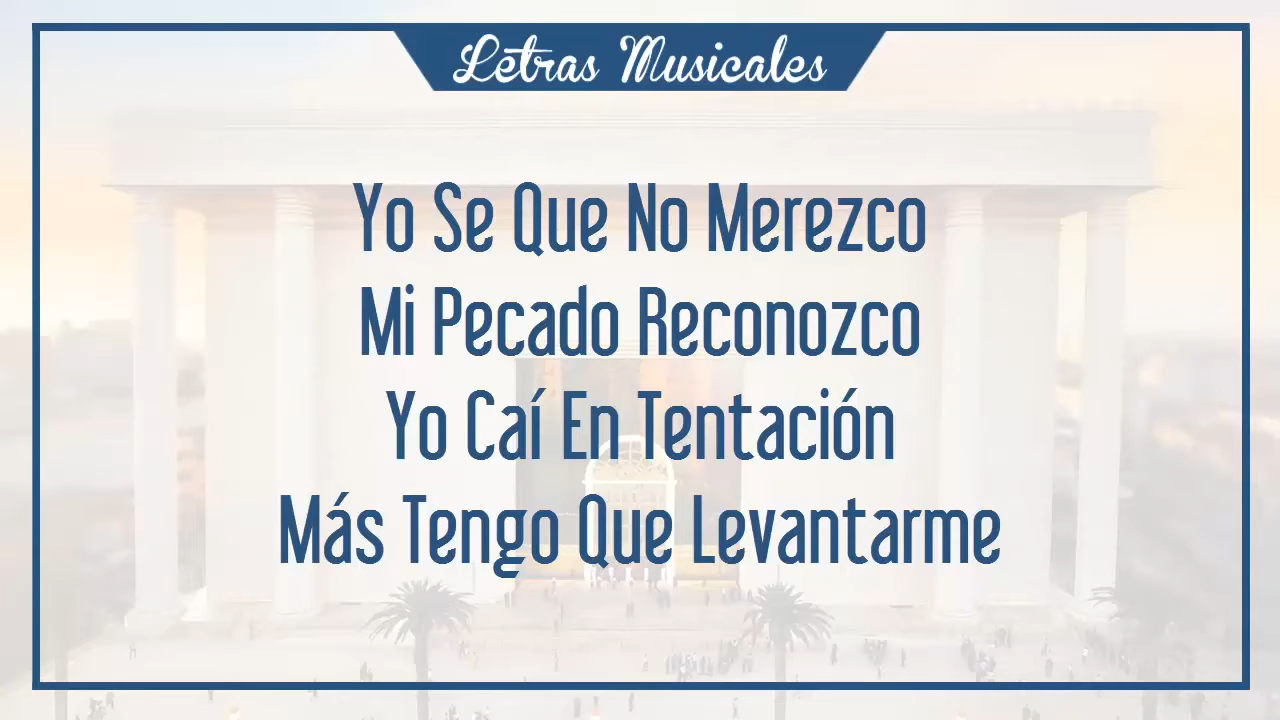 Letras Musicales
Yo Se Que No Merezco
Mi Pecado Reconozco
Yo Caí En Tentación
Más Tengo Que Levantarme